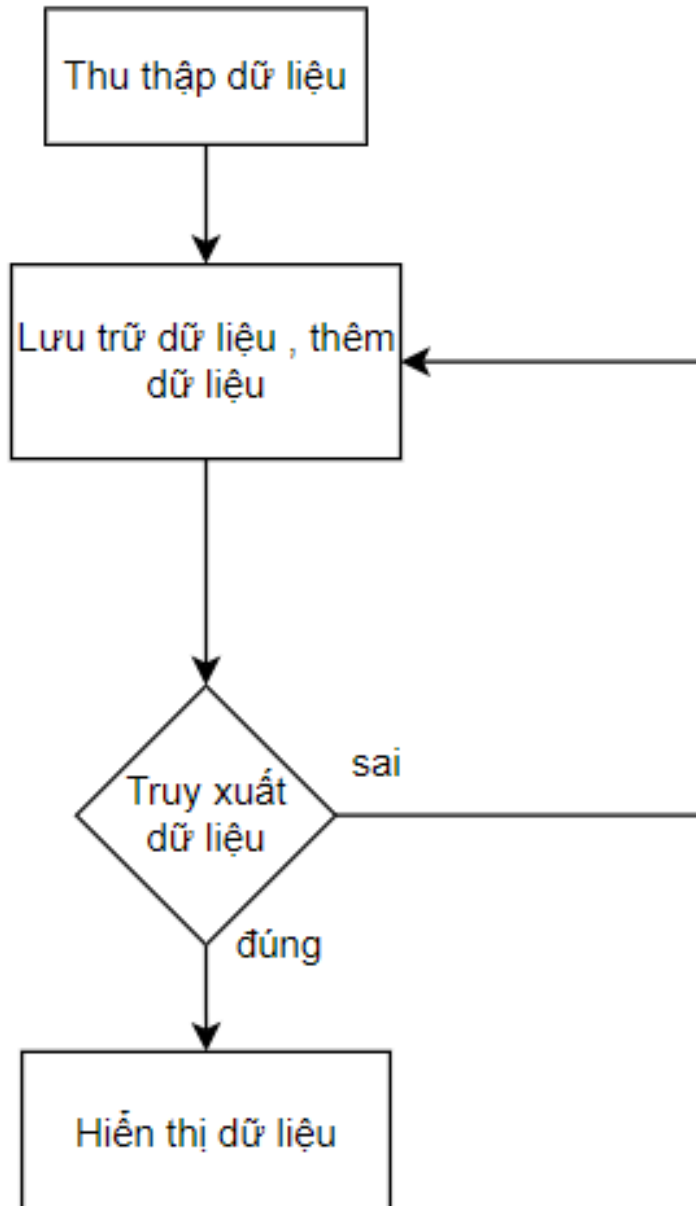 Thu thập dữ liệu
Lưu trữ dữ liệu , thêm
dữ liệu
sai
Truy xuất
dữ liệu
đúng
Hiển thị dữ liệu